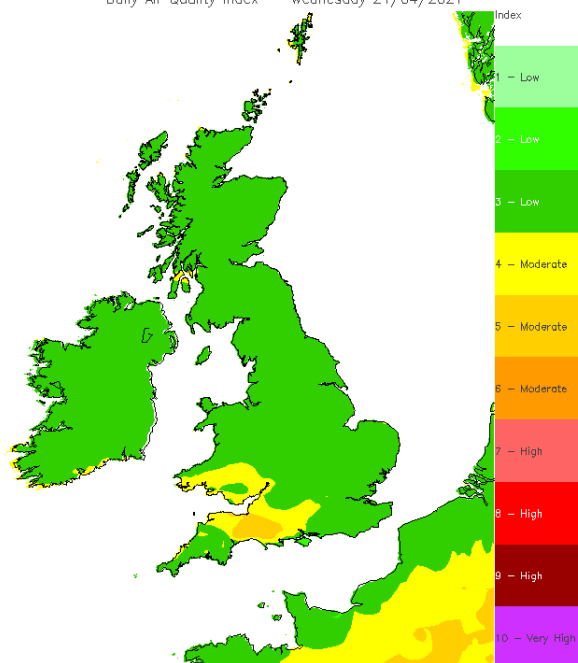 Daily Air Quality Index - Wednesday 21/04/2021
Index
1 - Low
2 - Low
3 - Low
4 - Moderate
5 - Moderate
6 - Moderate
7 - High
8 - High
9 - High
10 - Very High